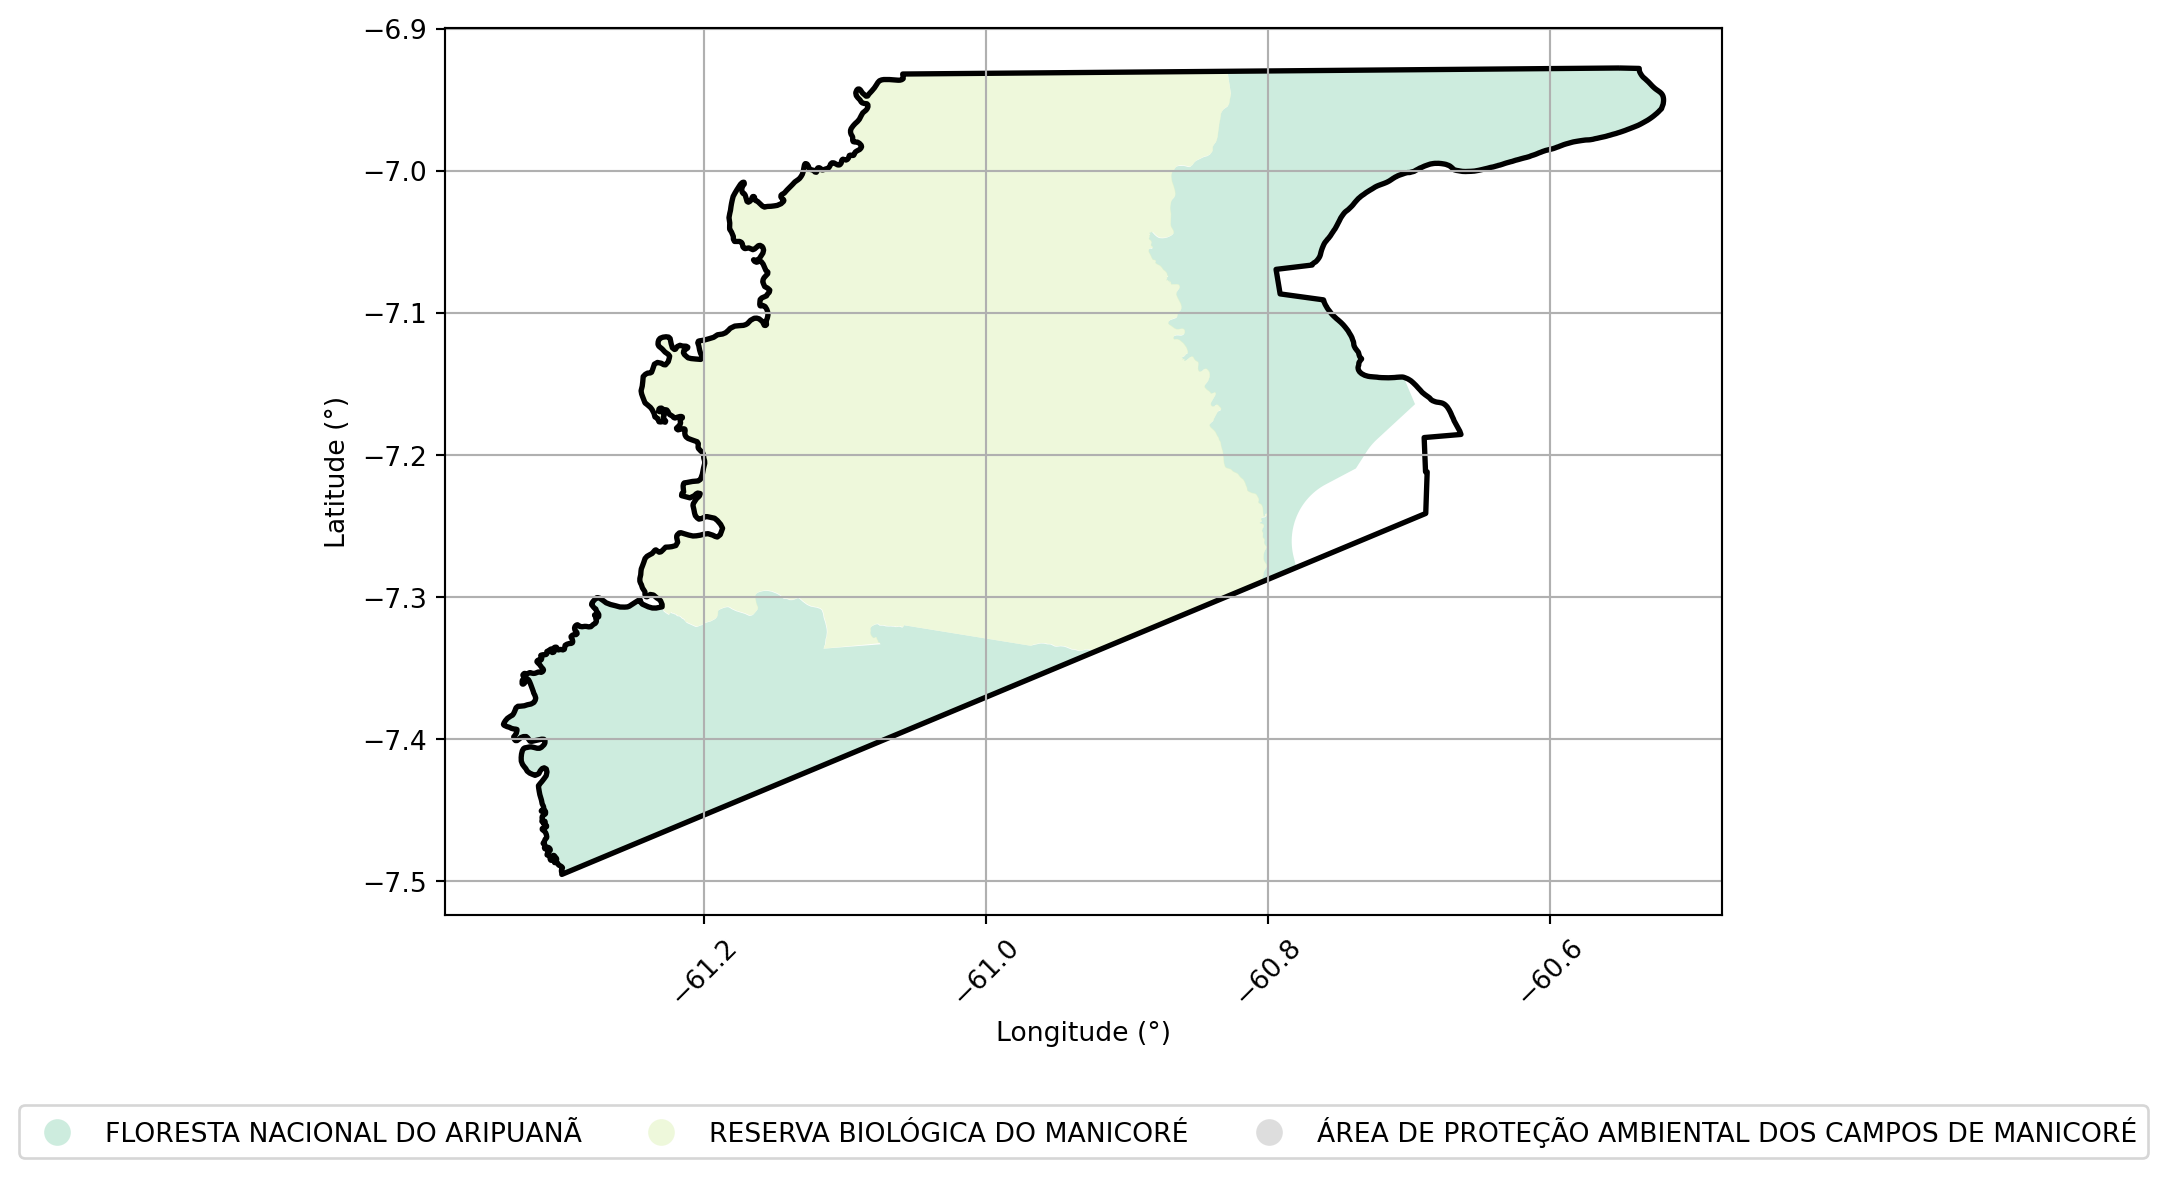 −6.9
−7.0
−7.1
−7.2
−7.3
−7.4
−7.5
Latitude (°)
−61.2
−61.0
−60.8
−60.6
Longitude (°)
FLORESTA NACIONAL DO ARIPUANÃ
RESERVA BIOLÓGICA DO MANICORÉ
ÁREA DE PROTEÇÃO AMBIENTAL DOS CAMPOS DE MANICORÉ